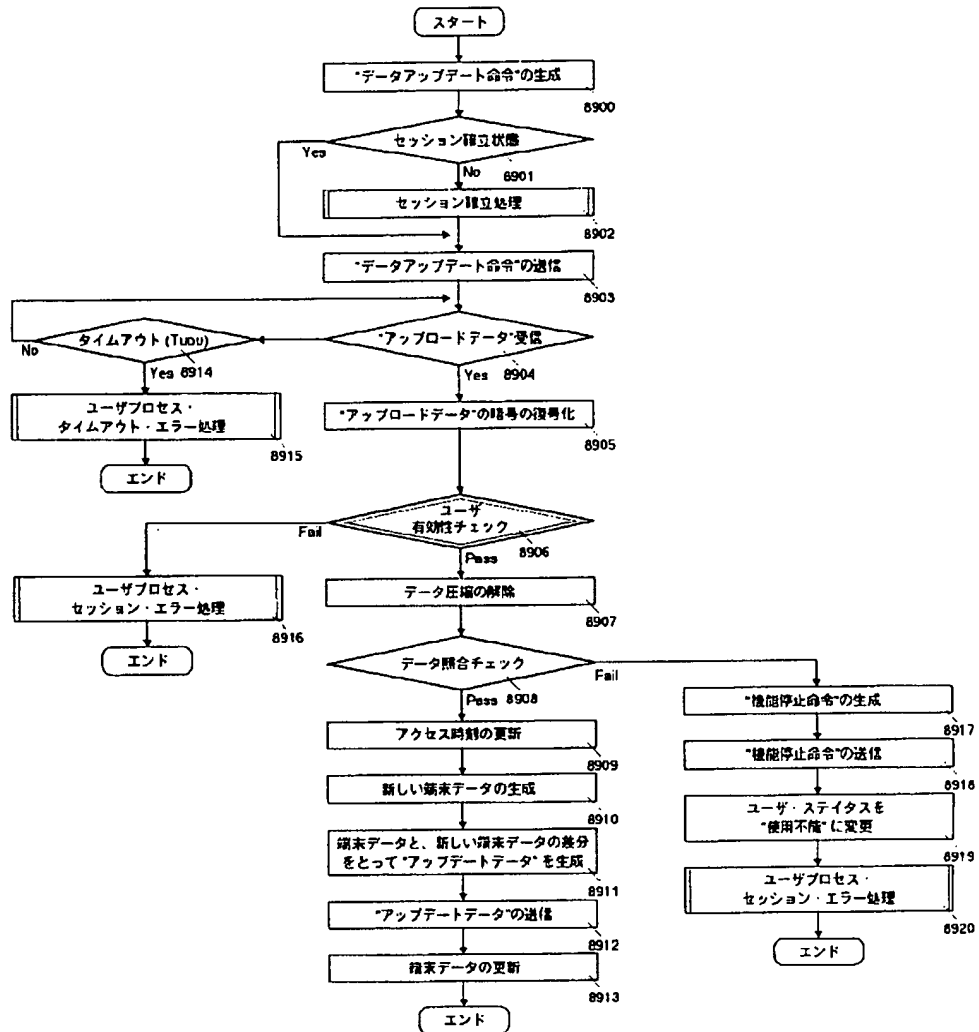 スタート
"データアップデート命令"の生成
8900
セッション確立状態
Yes
No
8901
セッション確立処理
8902
"データアップデート命令"の送信
8903
"アップロードデータ"受信
8904
Yes
タイムアウト (TUDU)
No
Yes
8914
ユーザプロセス・
タイムアウト・エラー処理
8915
エンド
"アップロードデータ"の暗号の復号化
8905
ユーザ
有効性チェック
8906
Fail
Pass
ユーザプロセス・
セッション・エラー処理
8916
エンド
データ圧縮の解除
8907
データ照合チェック
8908
Fail
Pass
アクセス時刻の更新
8909
新しい端末データの生成
8910
端末データと、新しい端末データの差分
をとって "アップデートデータ" を生成
8911
"アップデートデータ"の送信
8912
端末データの更新
8913
エンド
"機能停止命令"の生成
8917
"機能停止命令"の送信
8918
ユーザ・ステイタスを
"使用不能" に変更
8919
ユーザプロセス・
セッション・エラー処理
8920
エンド